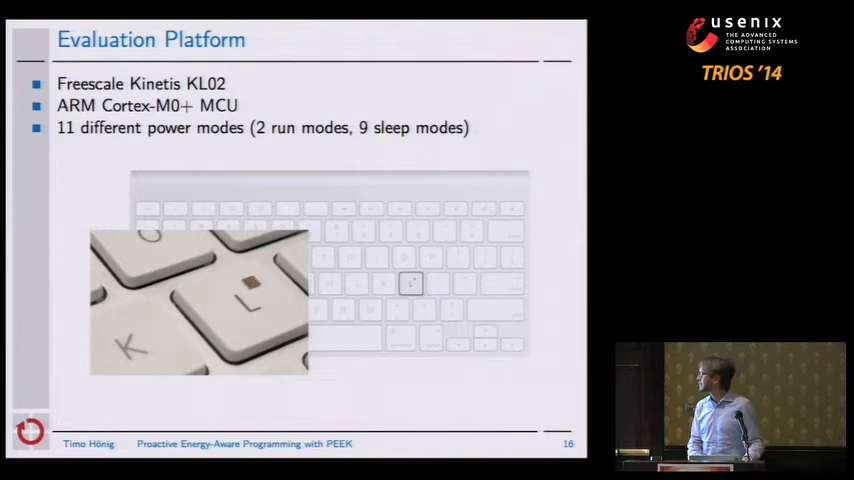 Evaluation Platform
Freescale Kinetis KL02
ARM Cortex-M0+ MCU
11 different power modes (2 run modes, 9 sleep modes)
L
K
L
Timo Hönig
Proactive Energy-Aware Programming with PEEK
16
usenix
THE ADVANCED
COMPUTING SYSTEMS
ASSOCIATION
TRIOS '14